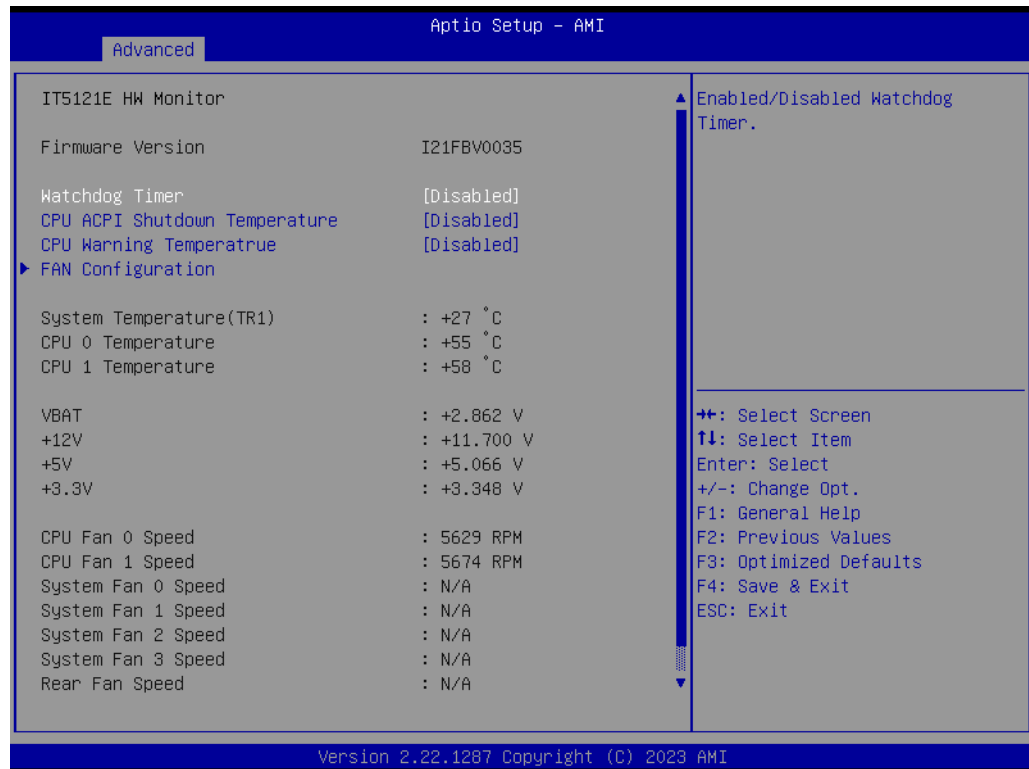 Aptio Setup – AMI
Advanced
IT5121E HW Monitor
Firmware Version I21FBV0035
Watchdog Timer [Disabled]
CPU ACPI Shutdown Temperature [Disabled]
CPU Warning Temperatrue [Disabled]
FAN Configuration
System Temperature(TR1) : +27 °C
CPU 0 Temperature : +55 °C
CPU 1 Temperature : +58 °C
VBAT : +2.862 V
+12V : +11.700 V
+5V : +5.066 V
+3.3V : +3.348 V
CPU Fan 0 Speed : 5629 RPM
CPU Fan 1 Speed : 5674 RPM
System Fan 0 Speed : N/A
System Fan 1 Speed : N/A
System Fan 2 Speed : N/A
System Fan 3 Speed : N/A
Rear Fan Speed : N/A
Enabled/Disabled Watchdog
Timer.
→←: Select Screen
↑↓: Select Item
Enter: Select
+/-: Change Opt.
F1: General Help
F2: Previous Values
F3: Optimized Defaults
F4: Save & Exit
ESC: Exit
Version 2.22.1287 Copyright (C) 2023 AMI